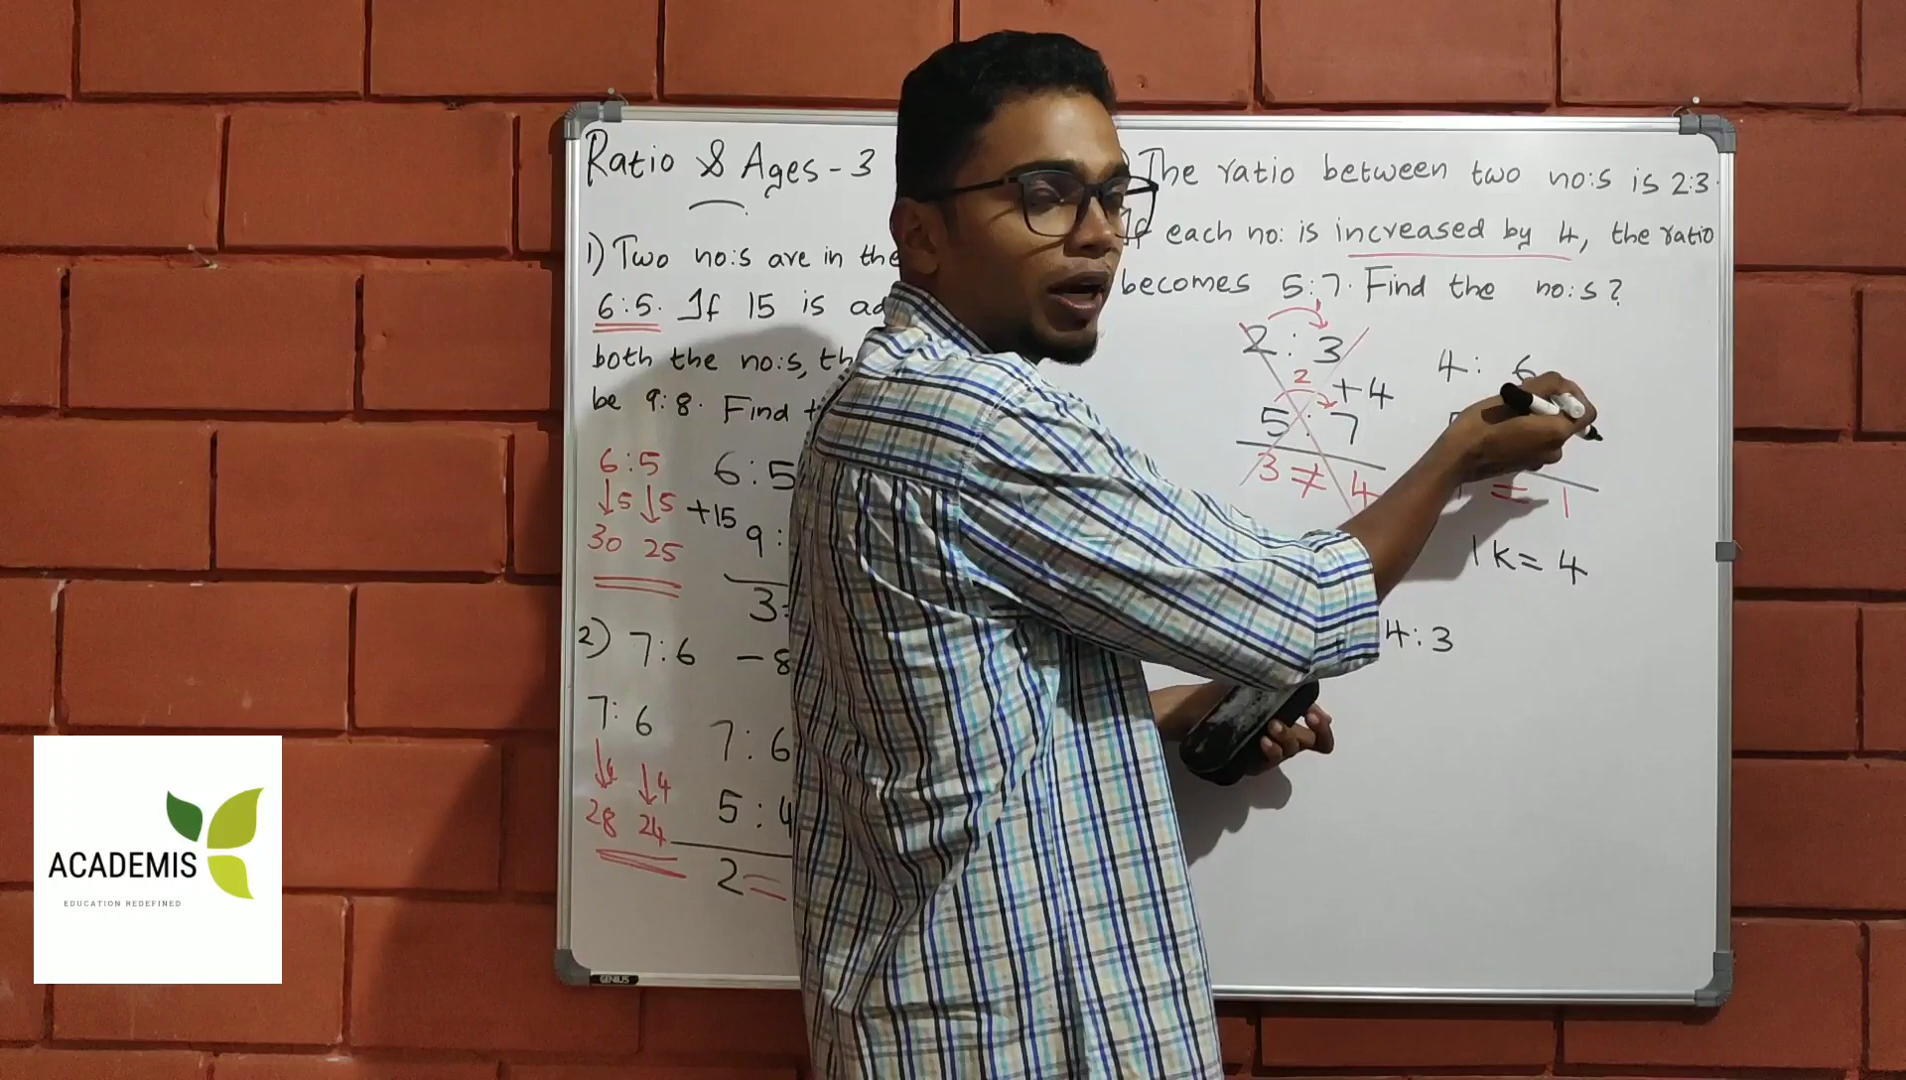 Ratio & Ages - 3
1) Two no:s are in the
6:5. If 15 is
both the no:s,
be 9:8. Find
6:5
5 5
30 25
6:5
+15
9:
3
2) 7:6 -8
7:6
4 4
28 24
7:6
5:4
2=
The ratio between two no:s is 2:3.
If each no: is increased by 4, the ratio
becomes 5:7. Find the no:s?
1
2:3
2
+4
5:7
3≠4
4: 6
= 1
1k=4
4:3
GENIUS
ACADEMIS
EDUCATION REDEFINED